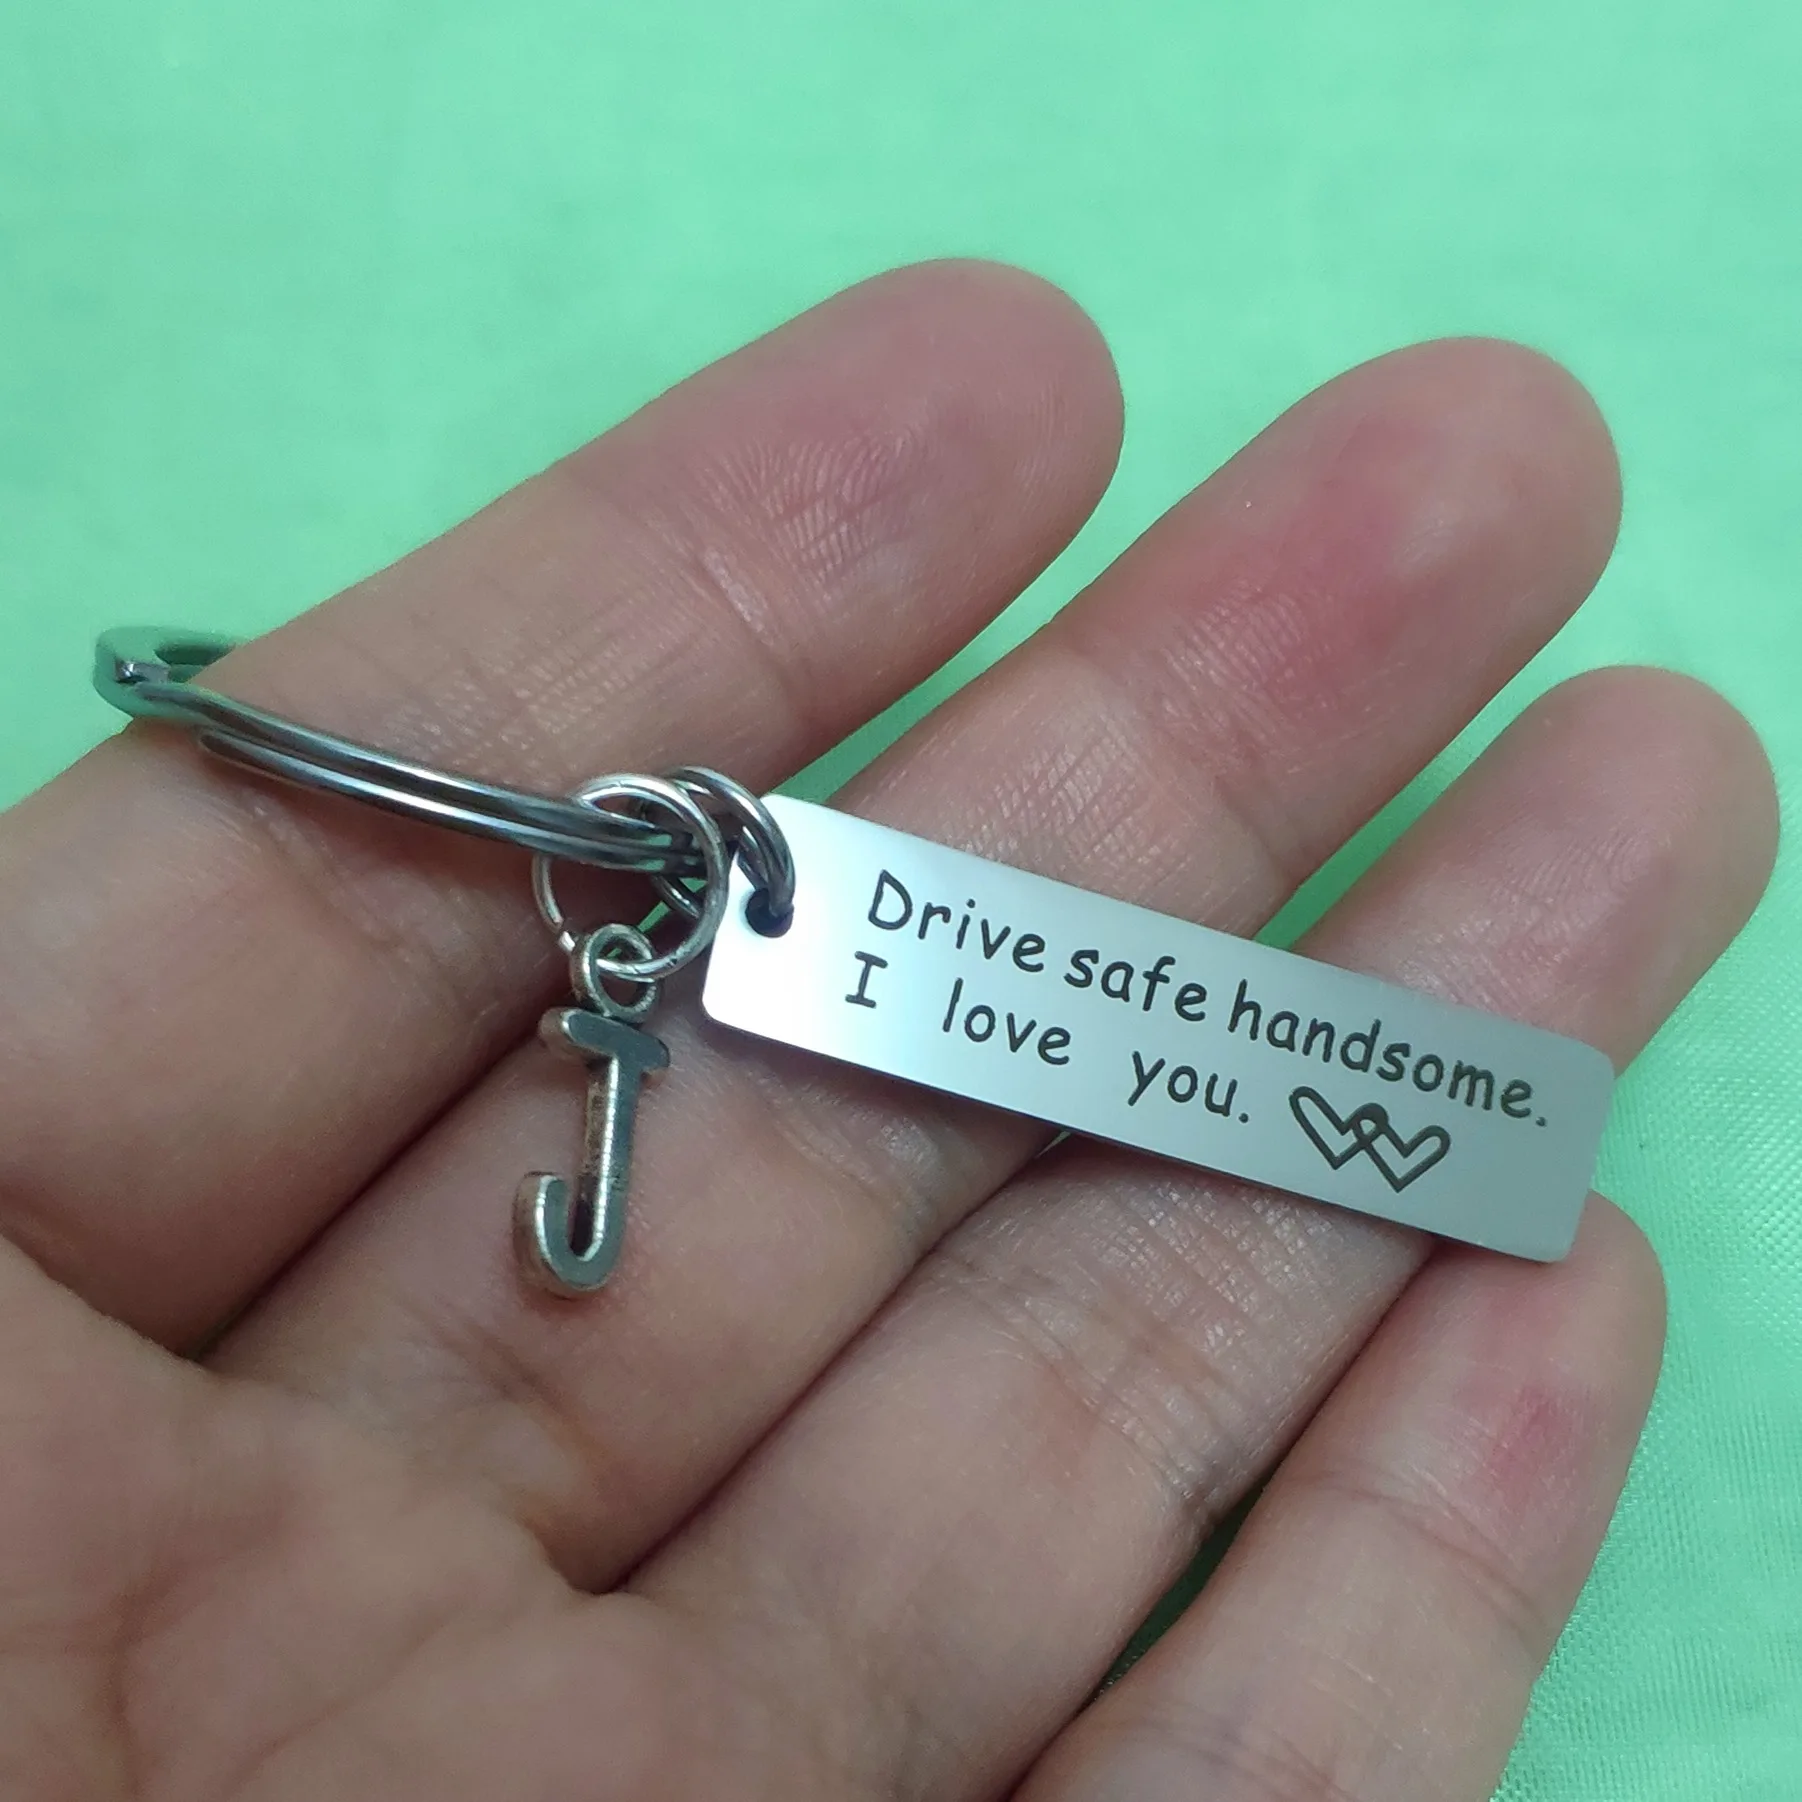 Drive safe handsome.
I love you.
J